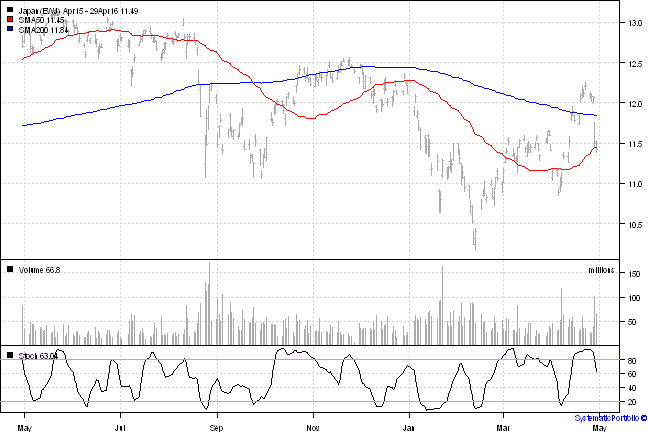 Japan (EWJ) Apr15 - 29Apr16 11.49
SMA50 11.45
SMA200 11.84
13.0
12.5
12.0
11.5
11.0
10.5
Volume 66.8
millions
150
100
50
Stoch 63.04
80
60
40
20
May Jul Sep Nov Jan Mar May
SystematicPortfolio ©